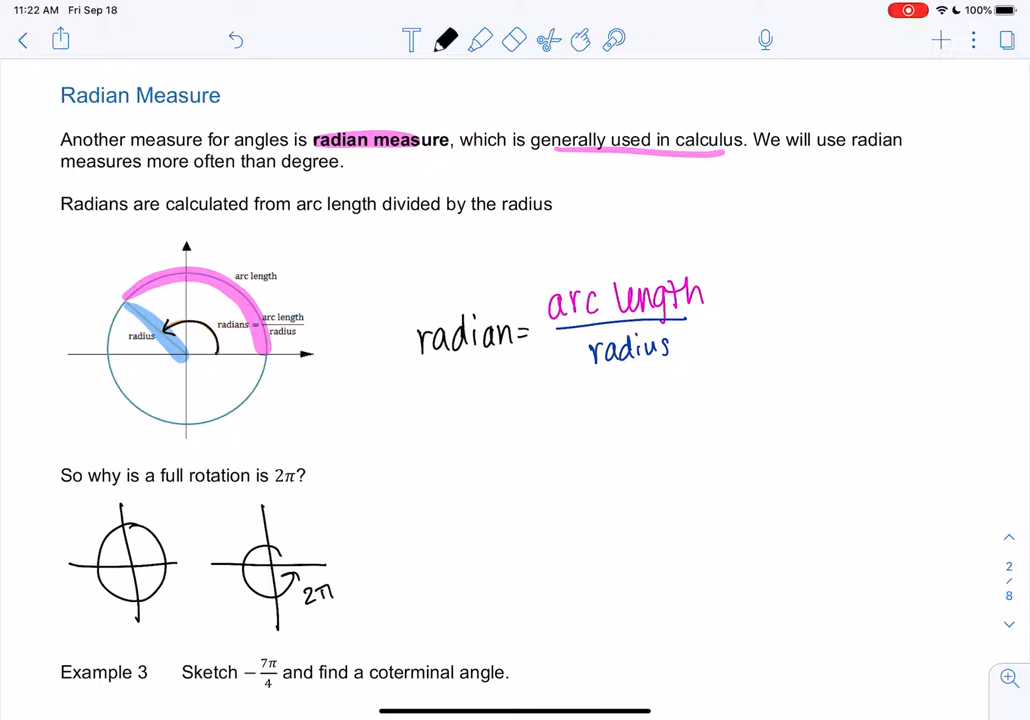 11:22 AM Fri Sep 18
100%
T
Radian Measure
Another measure for angles is radian measure, which is generally used in calculus. We will use radian
measures more often than degree.
Radians are calculated from arc length divided by the radius
arc length
radians = arc length / radius
radius
radian = arc length / radius
So why is a full rotation is 2π?
2π
2 / 8
Example 3 Sketch −7π/4 and find a coterminal angle.